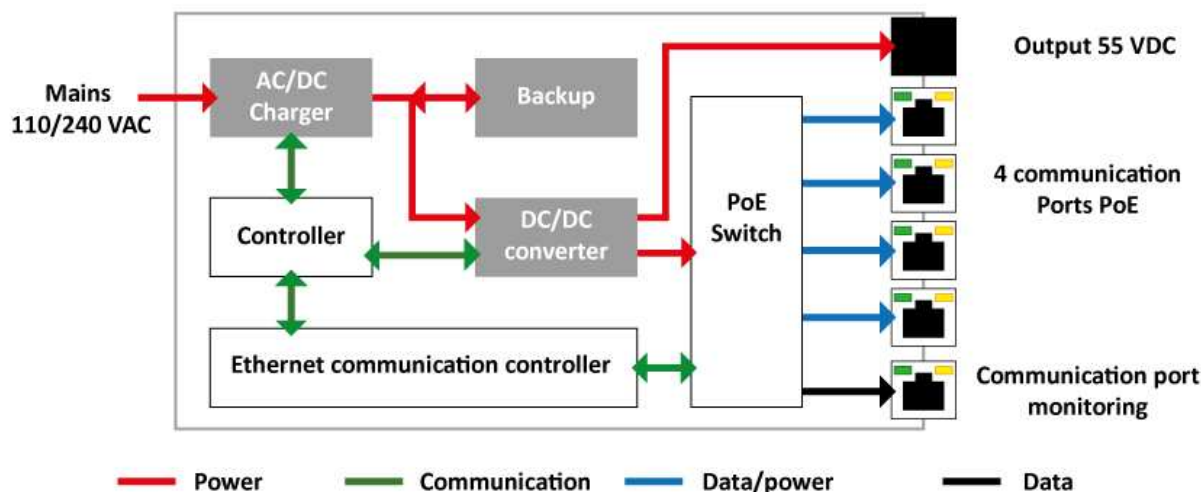 Output 55 VDC
Mains
110/240 VAC
AC/DC
Charger
Backup
4 communication
Ports PoE
PoE
Switch
Controller
DC/DC
converter
Ethernet communication controller
Communication port
monitoring
Power
Communication
Data/power
Data